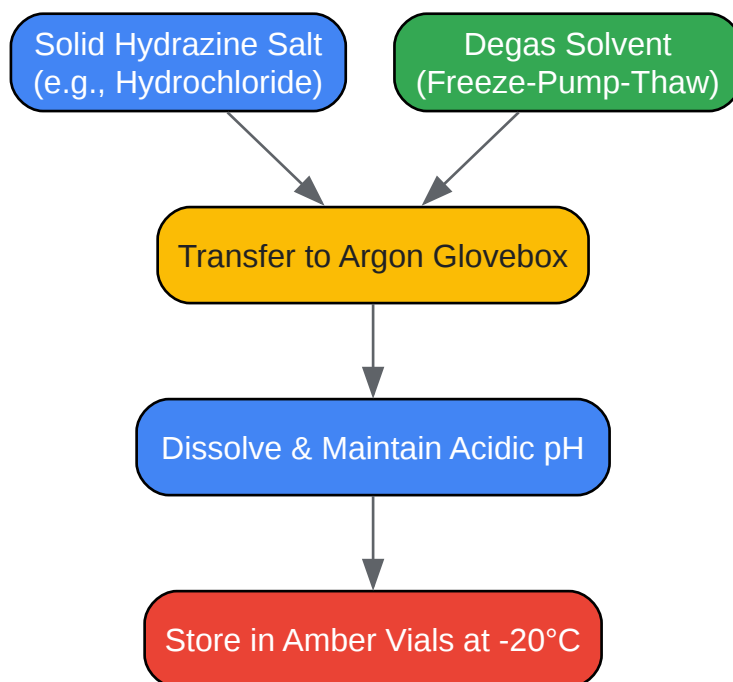 Solid Hydrazine Salt
(e.g., Hydrochloride)
Degas Solvent
(Freeze-Pump-Thaw)
Transfer to Argon Glovebox
Dissolve & Maintain Acidic pH
Store in Amber Vials at -20°C